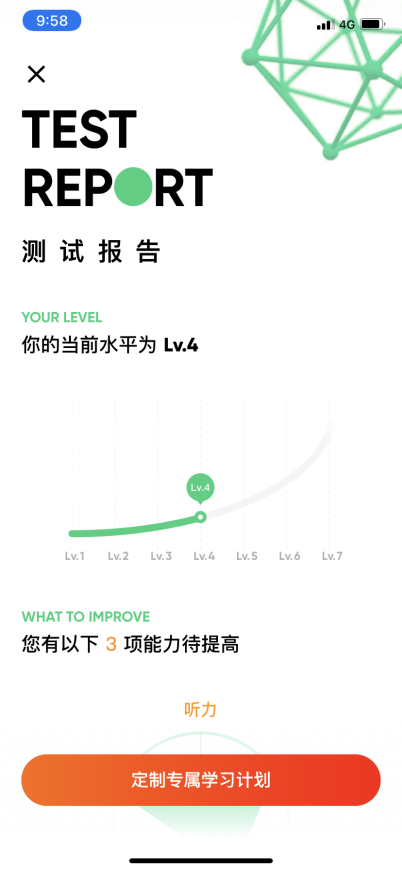 9:58
4G
TEST
REPORT
测试报告
YOUR LEVEL
你的当前水平为 Lv.4
Lv.4
Lv.1 Lv.2 Lv.3 Lv.4 Lv.5 Lv.6 Lv.7
WHAT TO IMPROVE
您有以下 3 项能力待提高
听力
定制专属学习计划